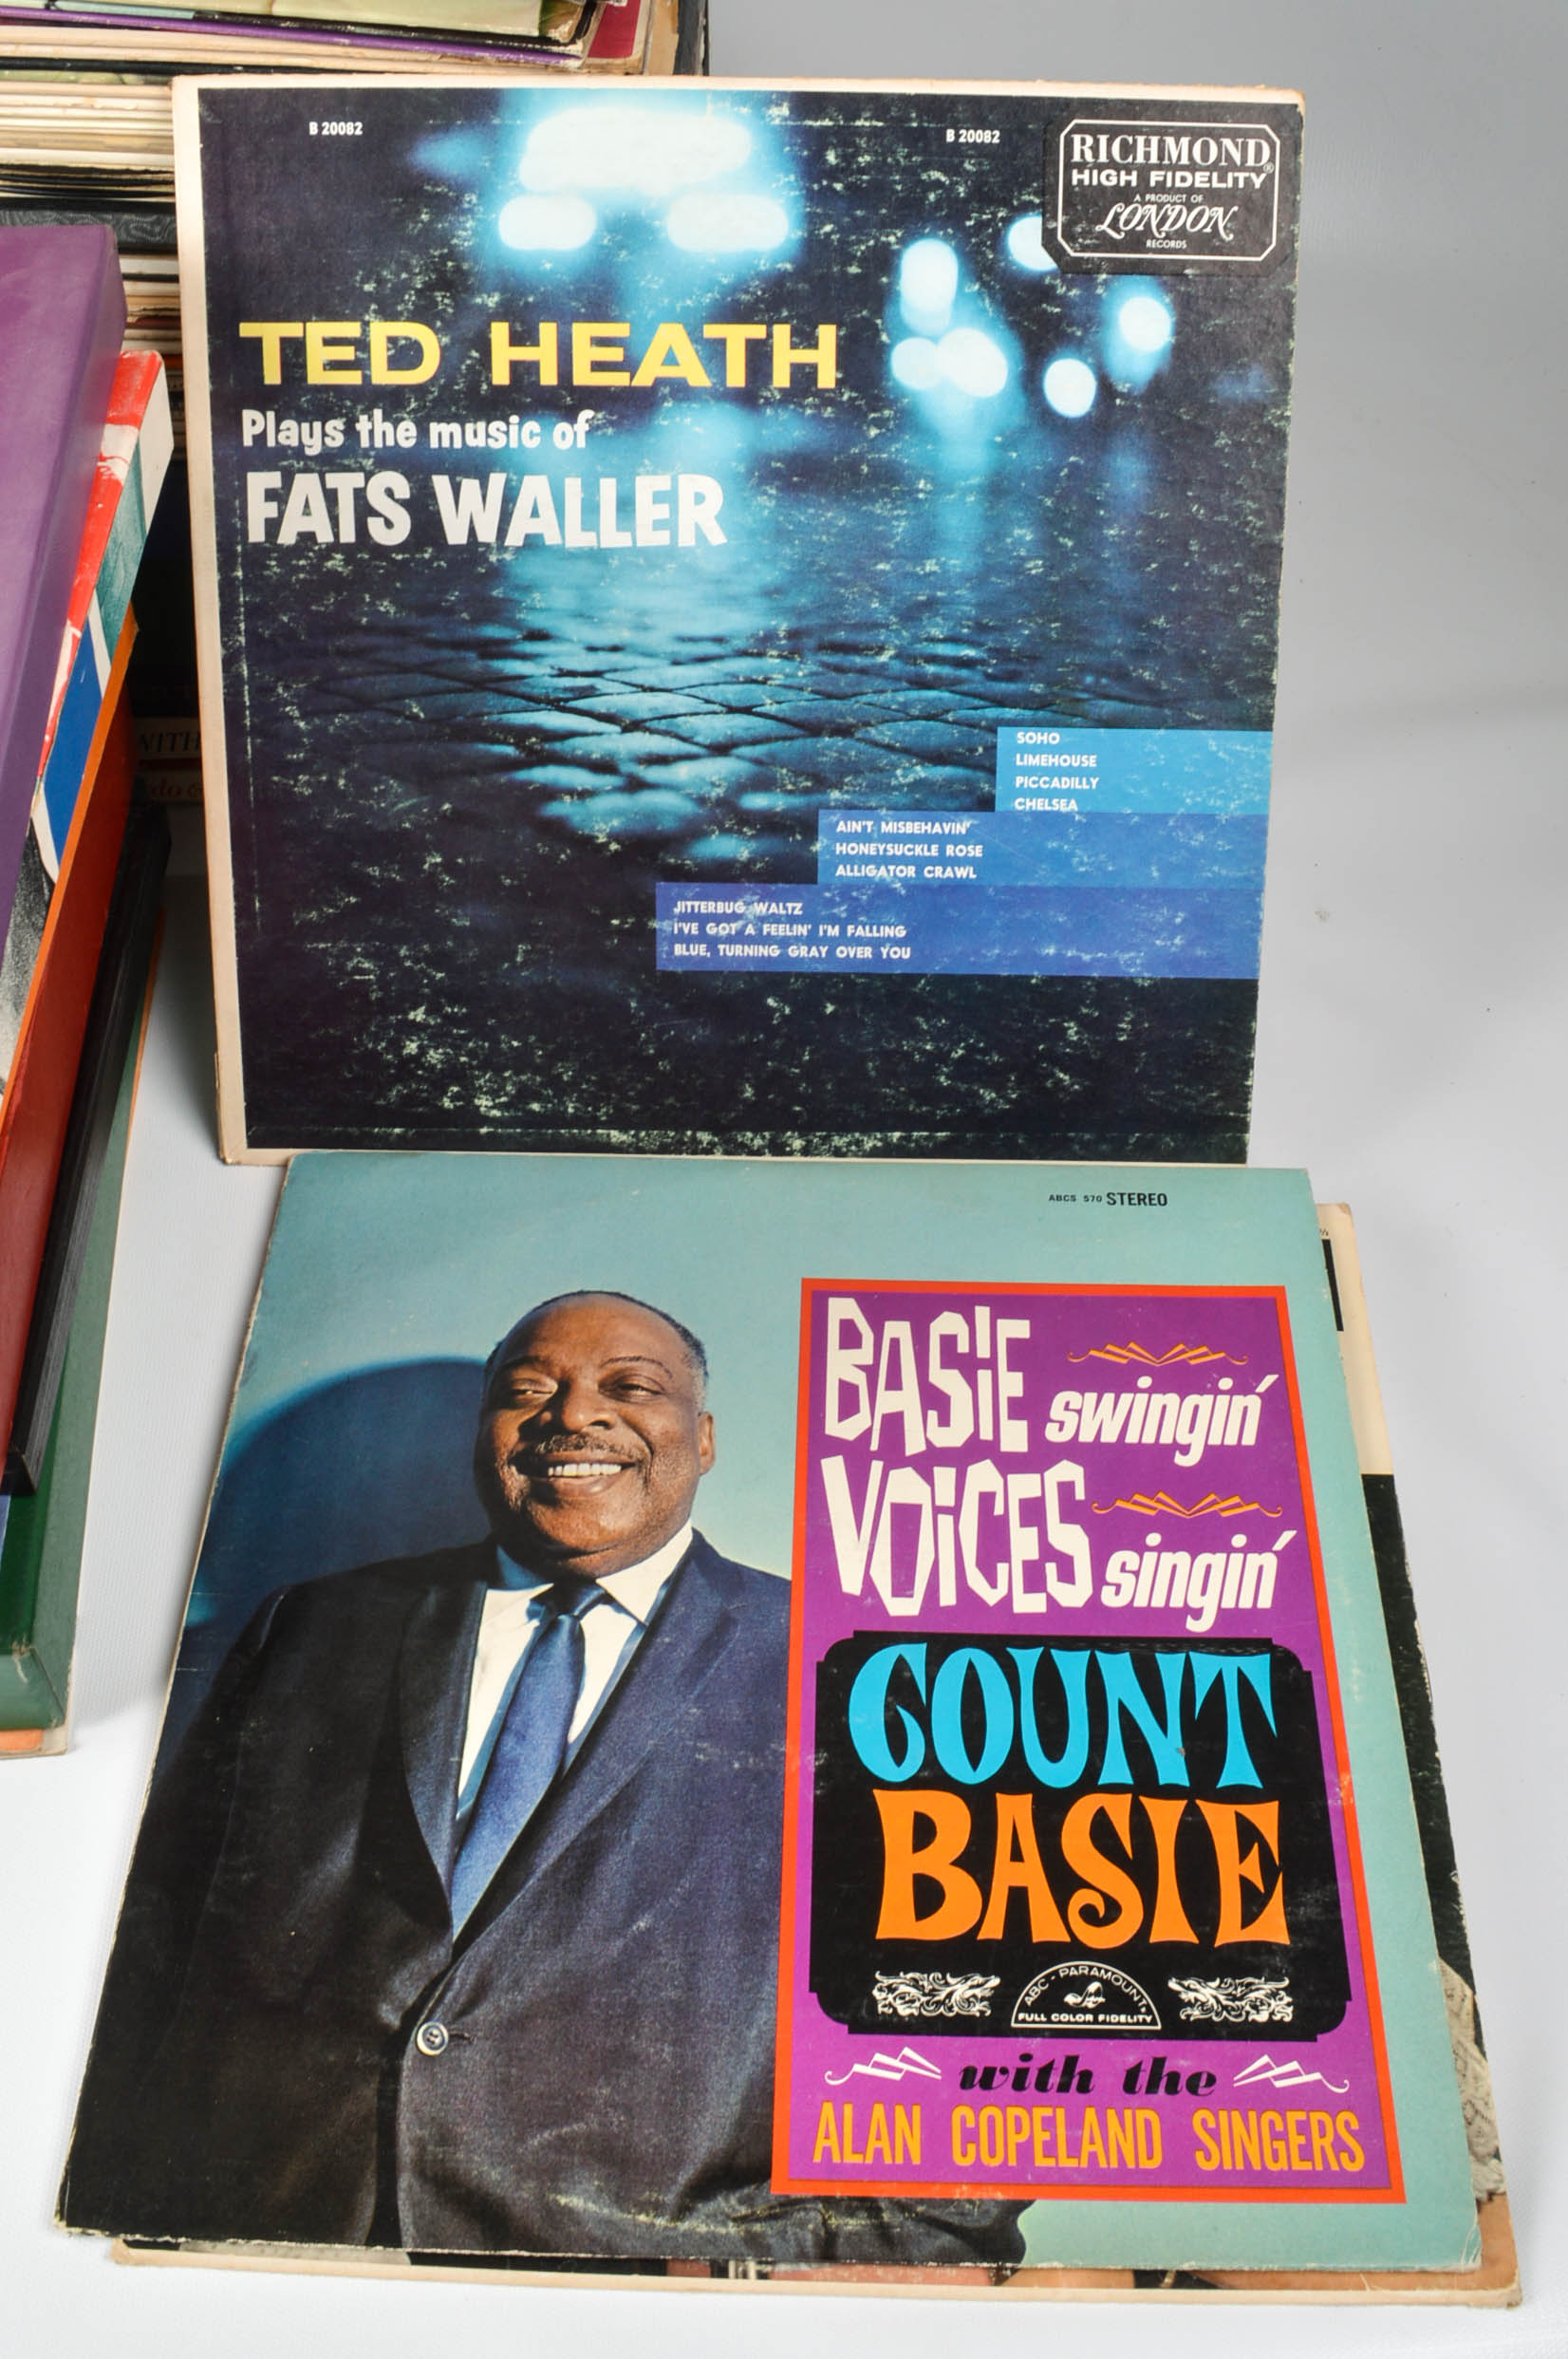 B 20082
B 20082
RICHMOND®
HIGH FIDELITY
A PRODUCT OF
LONDON
RECORDS
TED HEATH
Plays the music of
FATS WALLER
SOHO
LIMEHOUSE
PICCADILLY
CHELSEA
AIN'T MISBEHAVIN'
HONEYSUCKLE ROSE
ALLIGATOR CRAWL
JITTERBUG WALTZ
I'VE GOT A FEELIN' I'M FALLING
BLUE, TURNING GRAY OVER YOU
WITH
do
ABCS 570 STEREO
BASiE swingin'
VOiCES singin'
COUNT
BASIE
ABC-PARAMOUNT
FULL COLOR FIDELITY
with the
ALAN COPELAND SINGERS